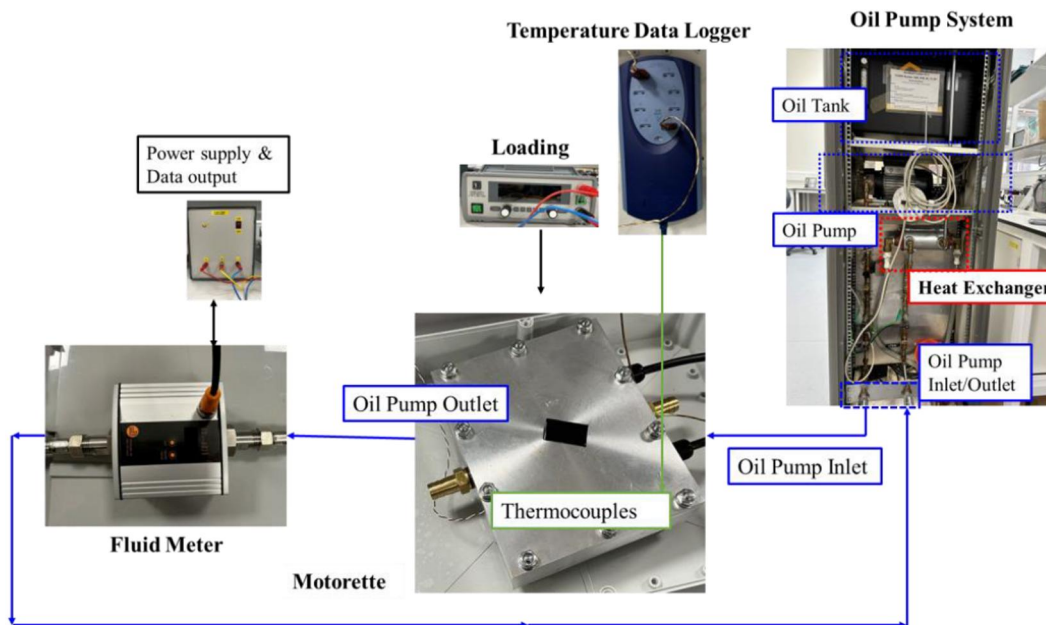 Oil Pump System
Temperature Data Logger
Oil Tank
Loading
Power supply &
Data output
Oil Pump
Heat Exchanger
Oil Pump
Inlet/Outlet
Oil Pump Outlet
Oil Pump Inlet
Thermocouples
Fluid Meter
Motorette